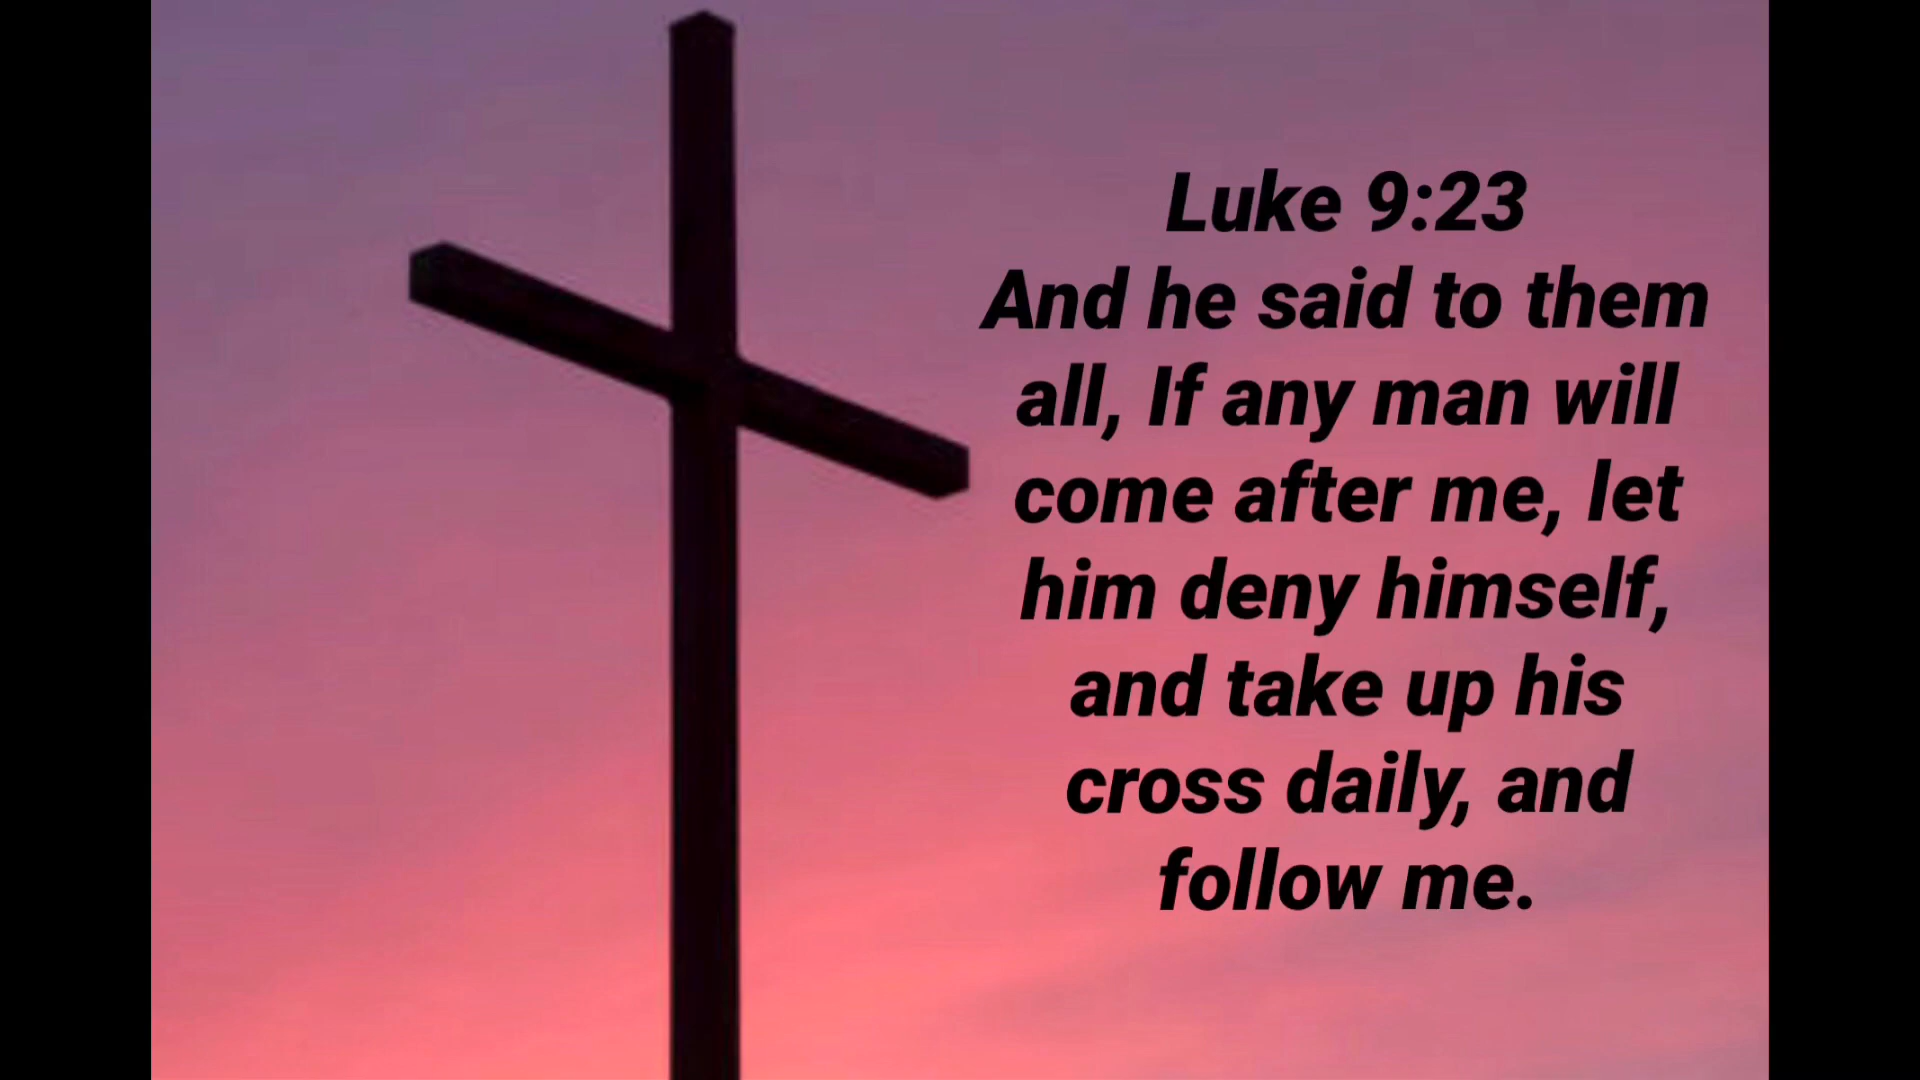 Luke 9:23
And he said to them
all, If any man will
come after me, let
him deny himself,
and take up his
cross daily, and
follow me.